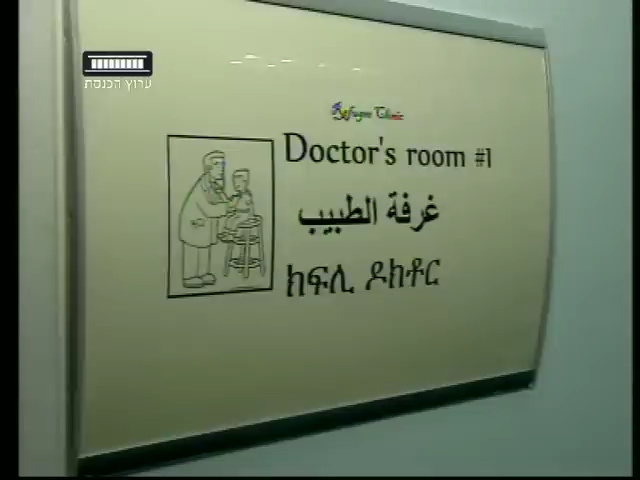 ערוץ הכנסת
Refugee Clinic
Doctor's room #1
غرفة الطبيب
ክፍሊ ዶክቶር